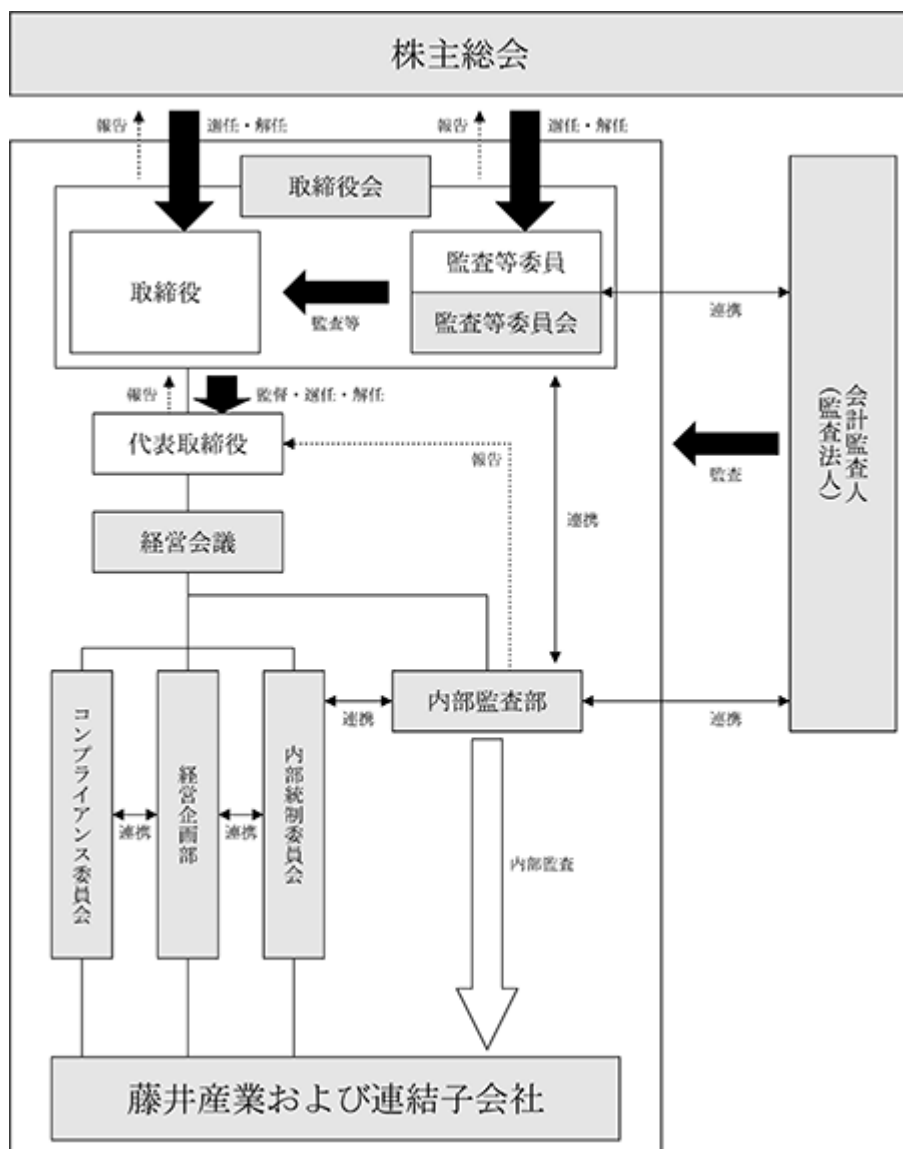 株主総会
報告
選任・解任
報告
選任・解任
取締役会
取締役
監査等
監査等委員
監査等委員会
連携
会計監査人
（監査法人）
監査
報告
監督・選任・解任
代表取締役
報告
連携
経営会議
コンプライアンス委員会
連携
経営企画部
連携
内部統制委員会
連携
内部監査部
連携
内部監査
藤井産業および連結子会社